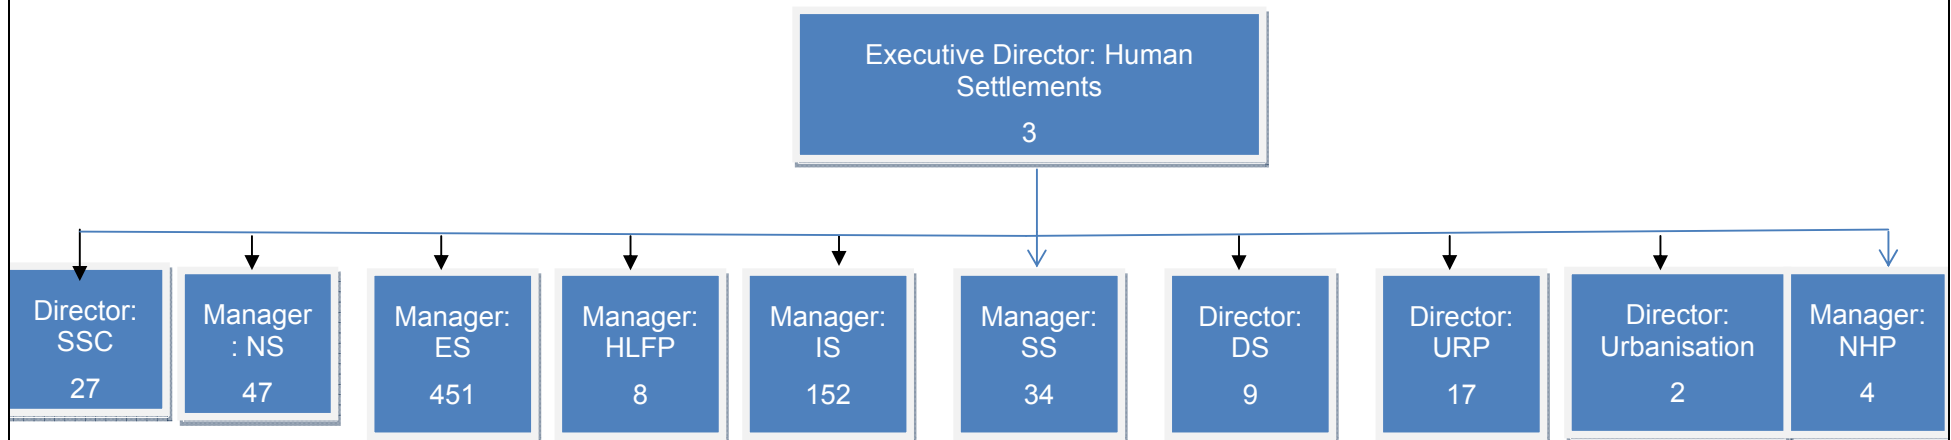 Executive Director: Human
Settlements
3
Director:
SSC
27
Manager
: NS
47
Manager:
ES
451
Manager:
HLFP
8
Manager:
IS
152
Manager:
SS
34
Director:
DS
9
Director:
URP
17
Director:
Urbanisation
2
Manager:
NHP
4